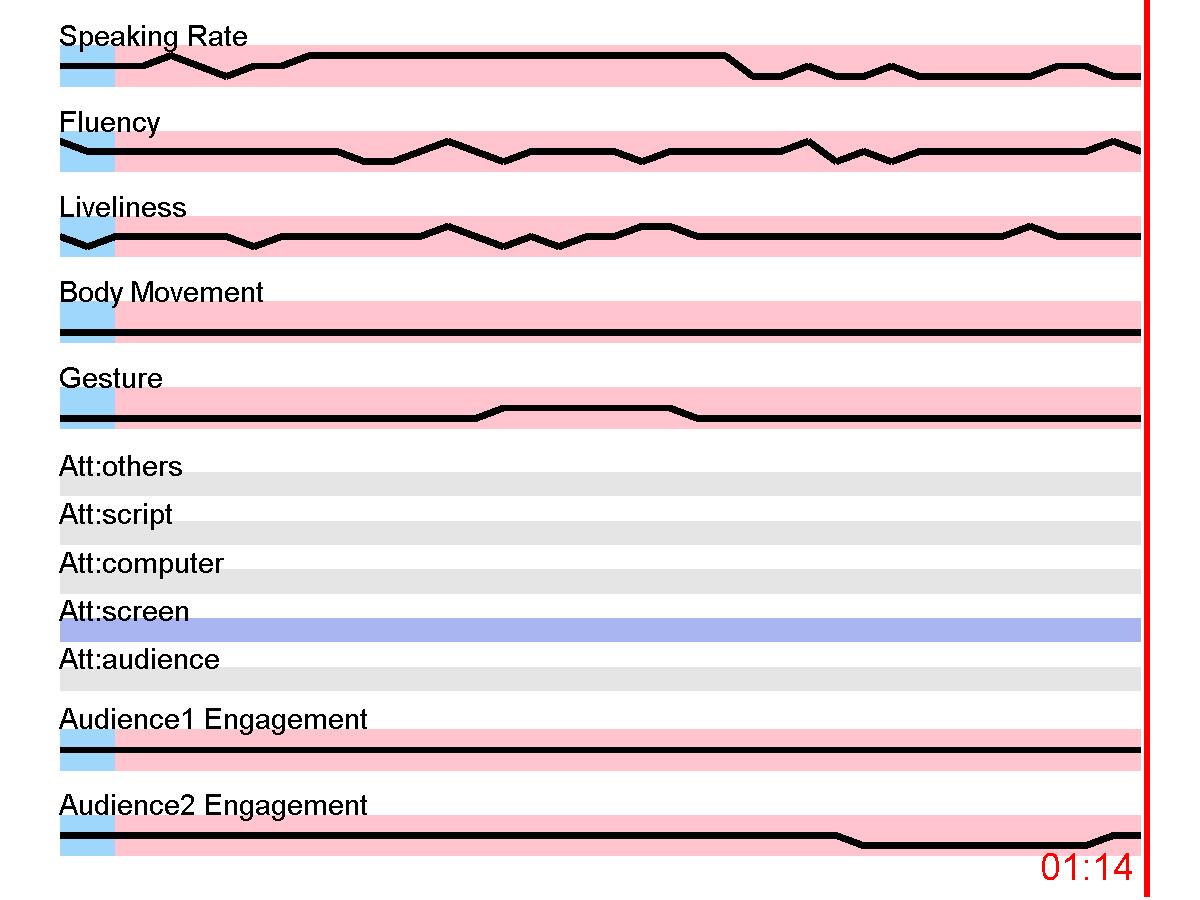 Speaking Rate
Fluency
Liveliness
Body Movement
Gesture
Att:others
Att:script
Att:computer
Att:screen
Att:audience
Audience1 Engagement
Audience2 Engagement
01:14